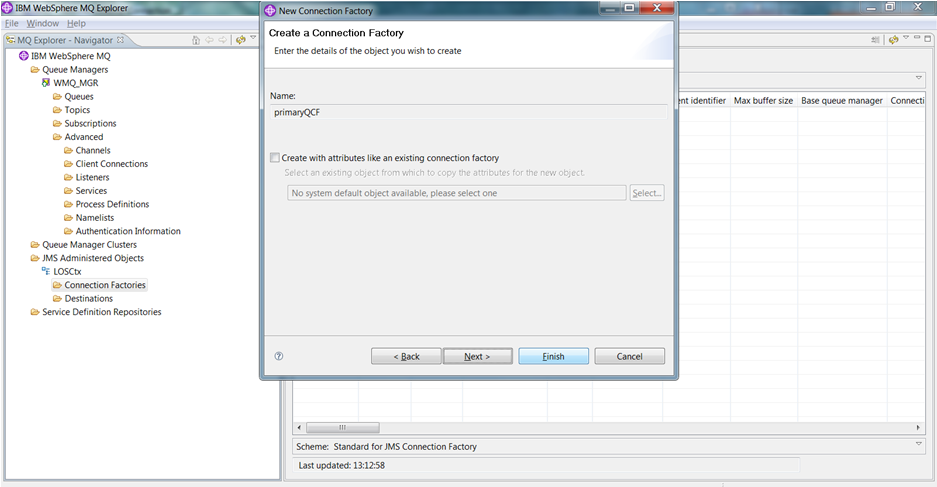 IBM WebSphere MQ Explorer
File Window Help
MQ Explorer - Navigator
IBM WebSphere MQ
Queue Managers
WMQ_MGR
Queues
Topics
Subscriptions
Advanced
Channels
Client Connections
Listeners
Services
Process Definitions
Namelists
Authentication Information
Queue Manager Clusters
JMS Administered Objects
LOSCtx
Connection Factories
Destinations
Service Definition Repositories
New Connection Factory
Create a Connection Factory
Enter the details of the object you wish to create
Name:
primaryQCF
Create with attributes like an existing connection factory
Select an existing object from which to copy the attributes for the new object.
No system default object available, please select one
Select...
< Back
Next >
Finish
Cancel
ent identifier Max buffer size Base queue manager Connecti
Scheme: Standard for JMS Connection Factory
Last updated: 13:12:58